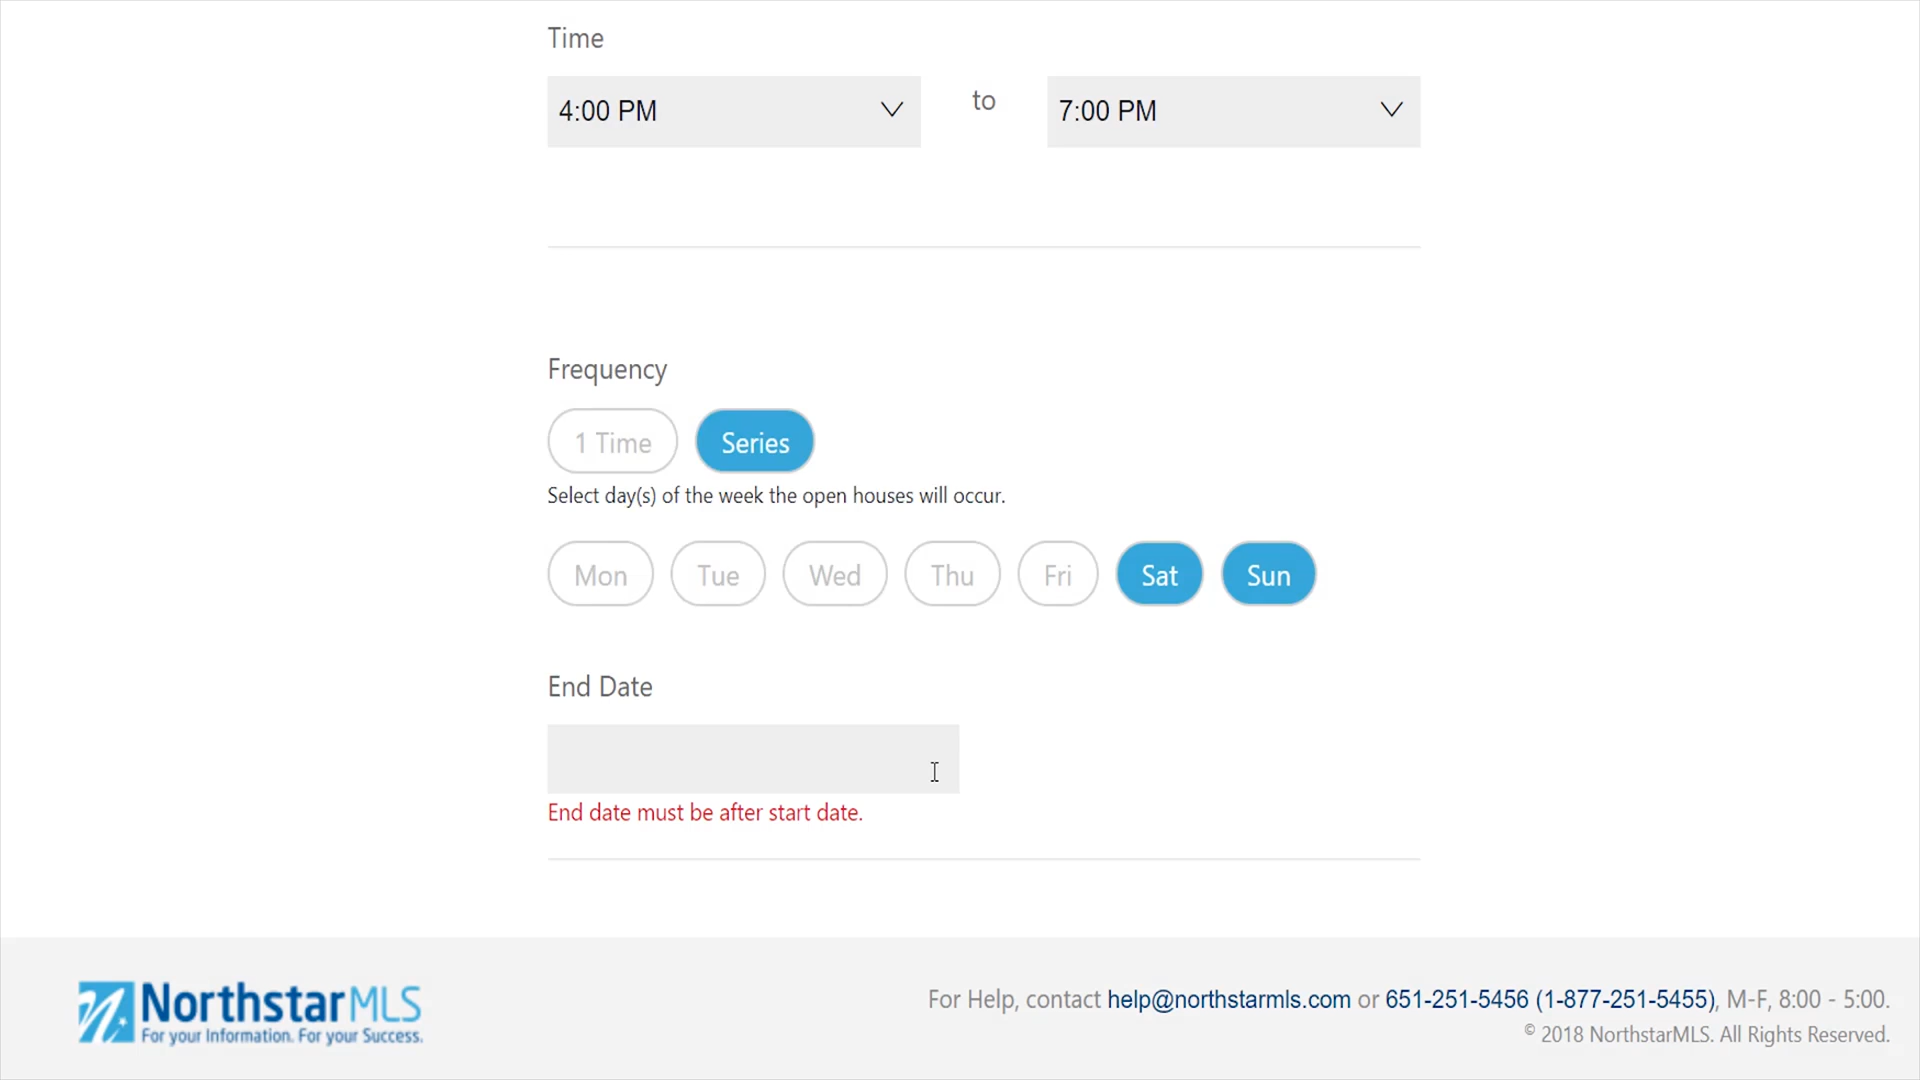 Time
4:00 PM to 7:00 PM
Frequency
1 Time Series
Select day(s) of the week the open houses will occur.
Mon Tue Wed Thu Fri Sat Sun
End Date
End date must be after start date.
NorthstarMLS
For your Information. For your Success.
For Help, contact help@northstarmls.com or 651-251-5456 (1-877-251-5455), M-F, 8:00 - 5:00.
© 2018 NorthstarMLS. All Rights Reserved.